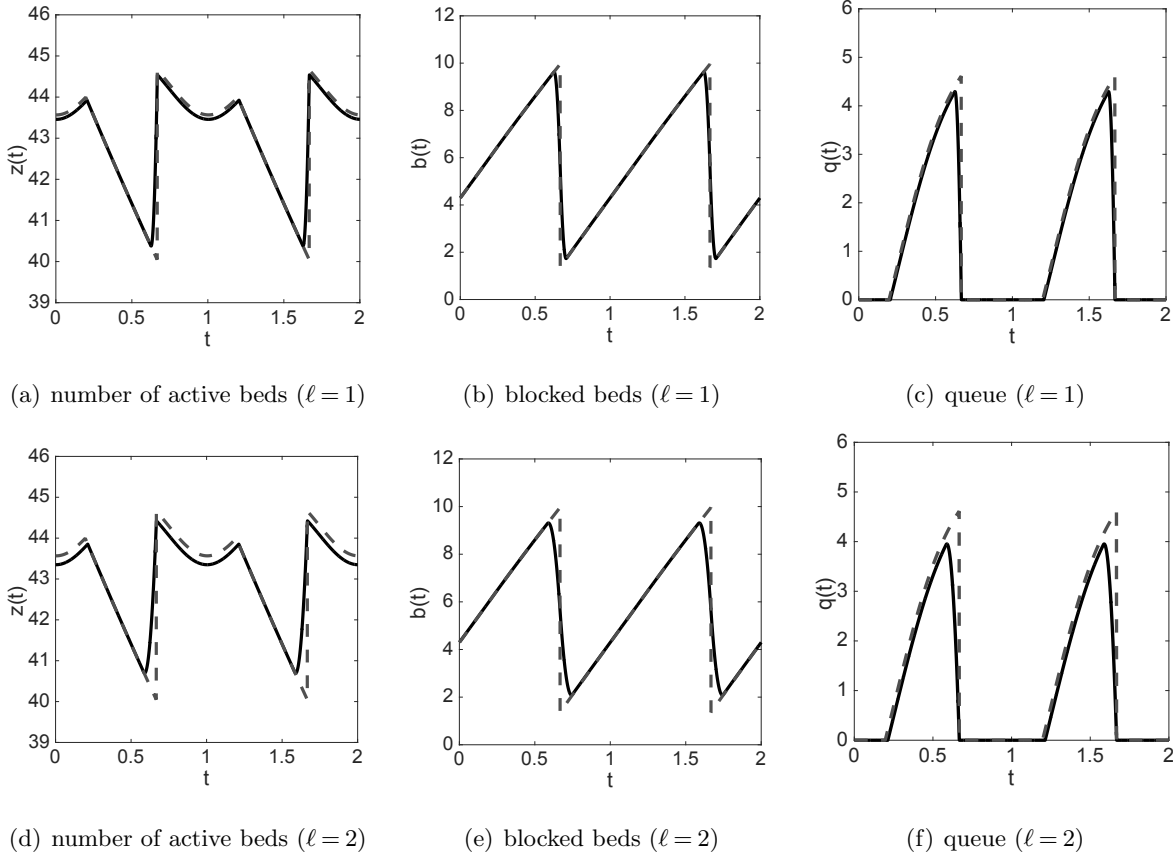 46
45
44
43
42
41
40
39
z(t)
0 0.5 1 1.5 2
t
12
10
8
6
4
2
0
b(t)
0 0.5 1 1.5 2
t
6
5
4
3
2
1
0
q(t)
0 0.5 1 1.5 2
t
(a) number of active beds (ℓ = 1)
(b) blocked beds (ℓ = 1)
(c) queue (ℓ = 1)
46
45
44
43
42
41
40
39
z(t)
0 0.5 1 1.5 2
t
12
10
8
6
4
2
0
b(t)
0 0.5 1 1.5 2
t
6
5
4
3
2
1
0
q(t)
0 0.5 1 1.5 2
t
(d) number of active beds (ℓ = 2)
(e) blocked beds (ℓ = 2)
(f) queue (ℓ = 2)